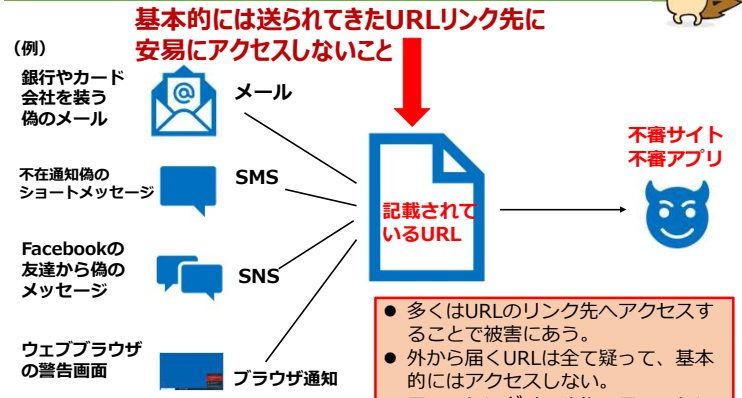 基本的には送られてきたURLリンク先に
安易にアクセスしないこと
（例）
銀行やカード
会社を装う
偽のメール
メール
不在通知偽の
ショートメッセージ
SMS
Facebookの
友達から偽の
メッセージ
SNS
ウェブブラウザ
の警告画面
ブラウザ通知
記載されて
いるURL
不審サイト
不審アプリ
● 多くはURLのリンク先へアクセスす
ることで被害にあう。
● 外から届くURLは全て疑って、基本
的にはアクセスしない。